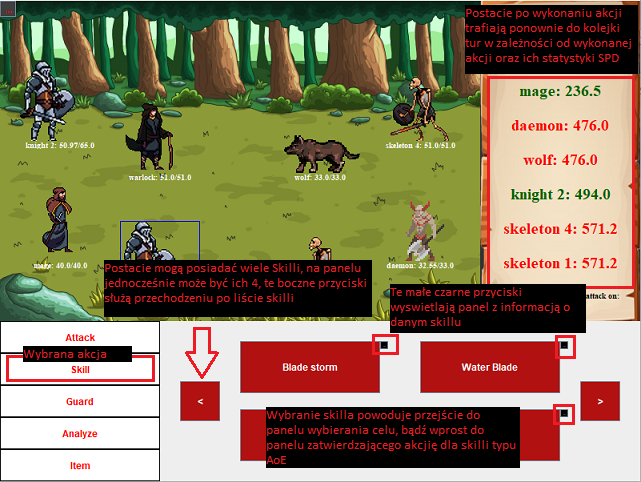 ...
Postacie po wykonaniu akcji
trafiają ponownie do kolejki
tur w zależności od wykonanej
akcji oraz ich statystyki SPD
mage: 236.5
daemon: 476.0
wolf: 476.0
knight 2: 494.0
skeleton 4: 571.2
skeleton 1: 571.2
attack on:
knight 2: 50.97/65.0
warlock: 51.0/51.0
wolf: 33.0/33.0
skeleton 4: 51.0/51.0
mage: 40.0/40.0
daemon: 32.55/33.0
Postacie mogą posiadać wiele Skilli, na panelu
jednocześnie może być ich 4, te boczne przyciski
służą przechodzeniu po liście skilli
Te małe czarne przyciski
wyswietlają panel z informacją o
danym skillu
Attack
Wybrana akcja
Skill
Guard
Analyze
Item
<
Blade storm
Water Blade
>
Wybranie skilla powoduje przejście do
panelu wybierania celu, bądź wprost do
panelu zatwierdzającego akcjię dla skilli typu
AoE